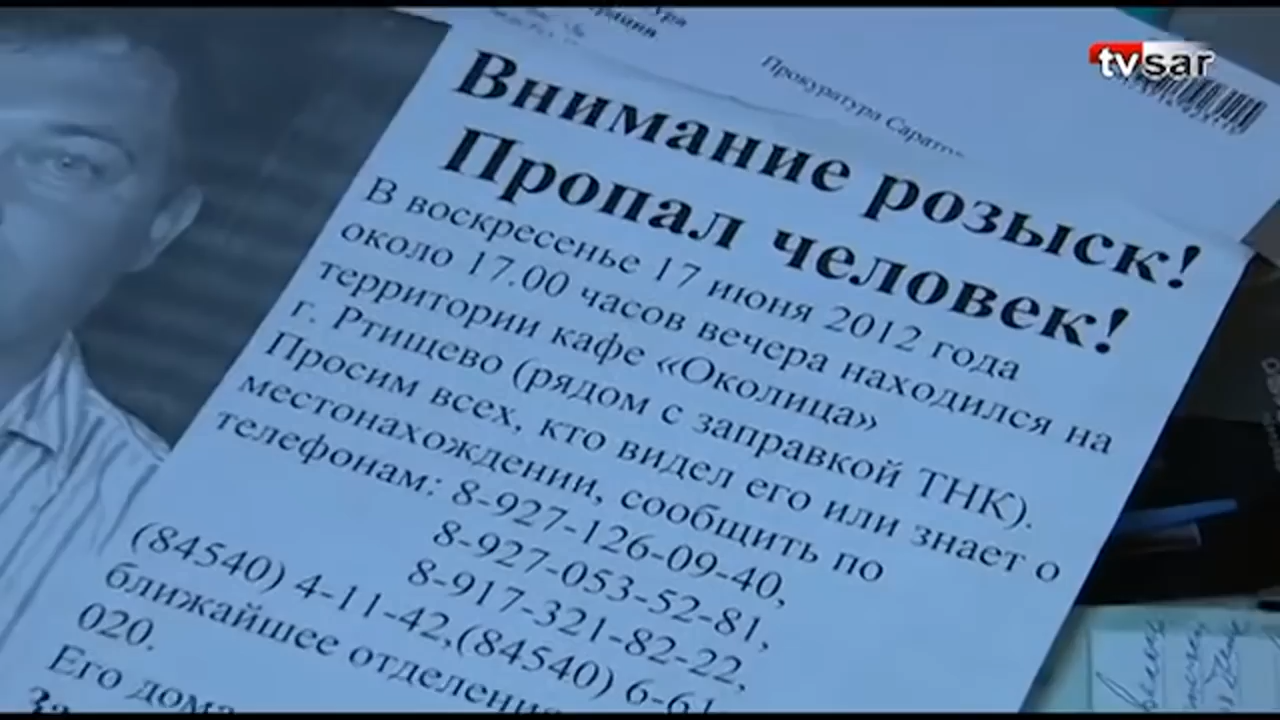 tvsar
Прокуратура
Внимание розыск!
Пропал человек!
В воскресенье 17 июня 2012 года
около 17.00 часов вечера находился на
территории кафе «Околица»
г. Ртищево (рядом с заправкой ТНК).
Просим всех, кто видел его или знает о
местонахождении, сообщить по
телефонам: 8-927-126-09-40,
8-927-053-52-81,
8-917-321-82-22,
(84540) 4-11-42,(84540) 6-61
ближайшее отделение
020.
Его дома